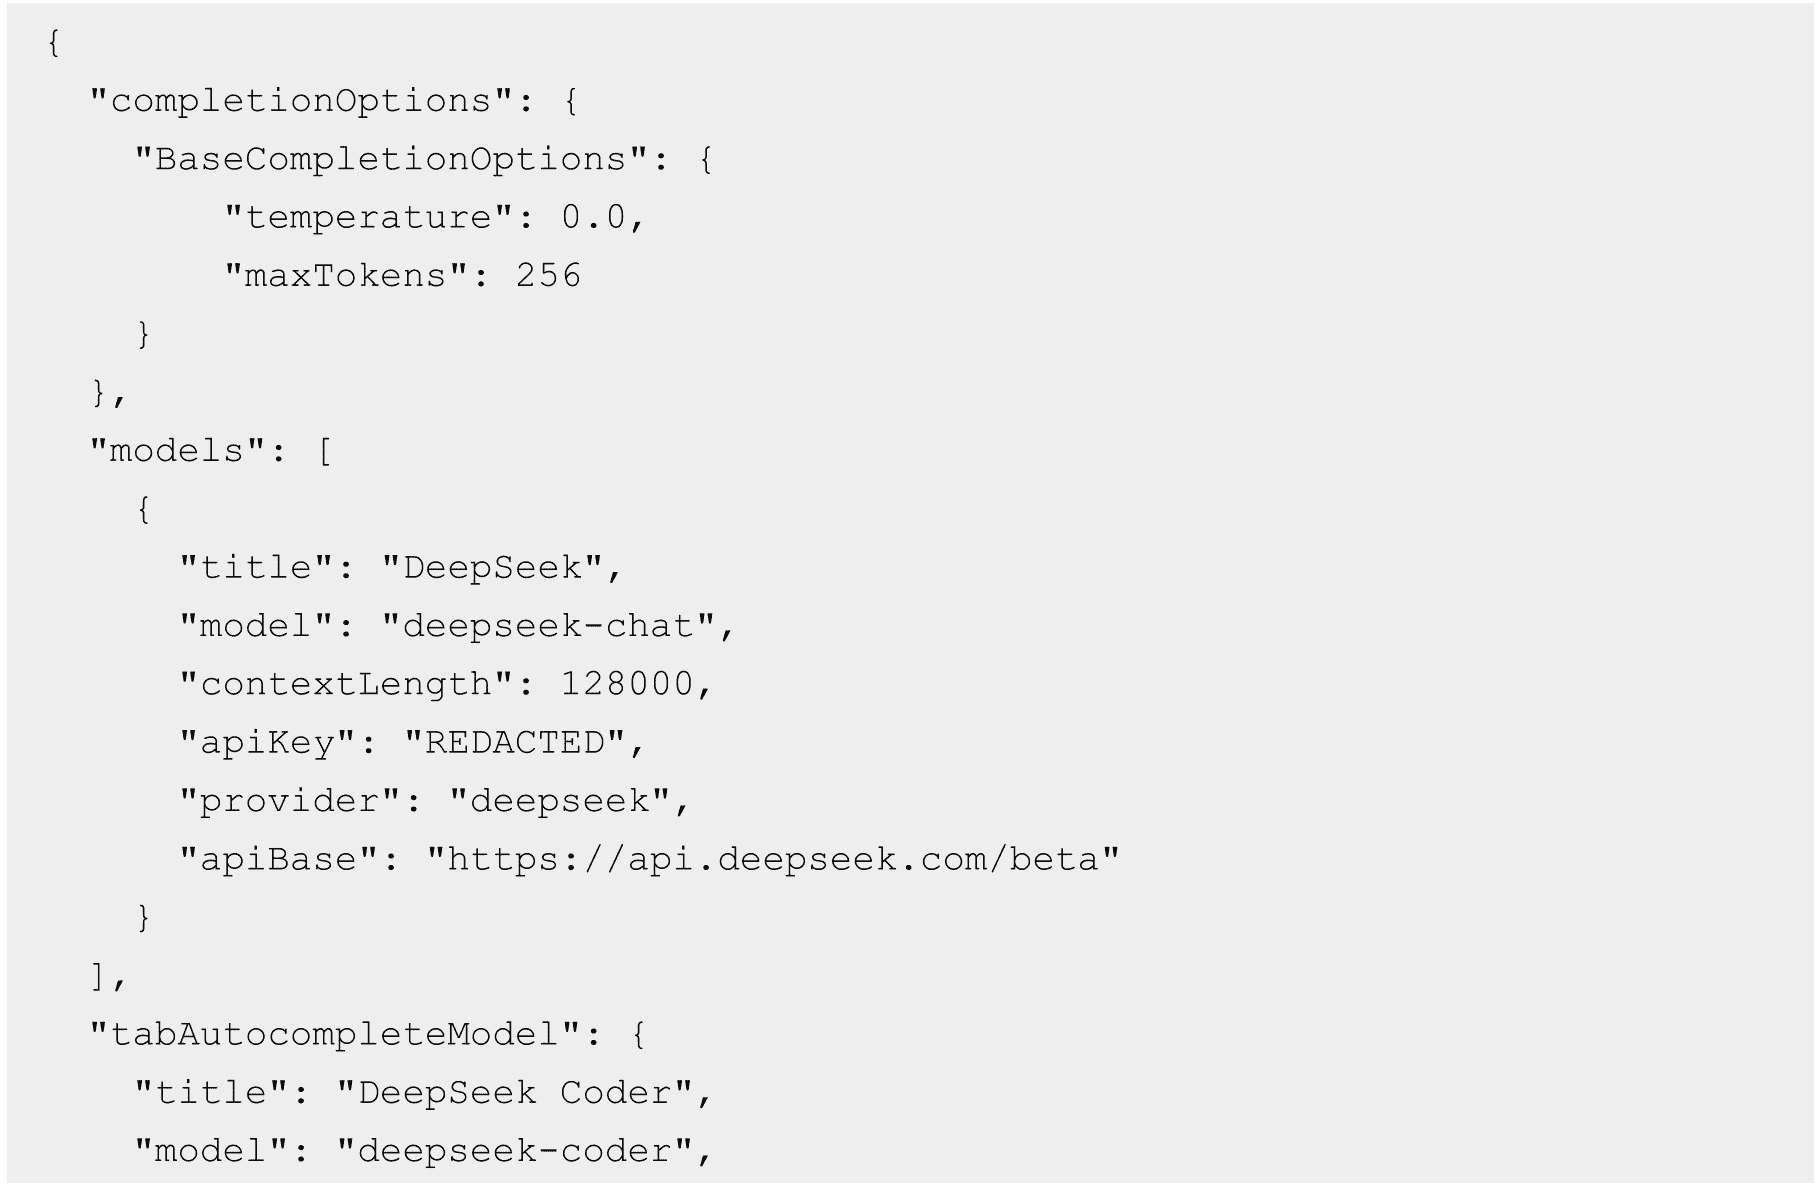 {
  "completionOptions": {
    "BaseCompletionOptions": {
        "temperature": 0.0,
        "maxTokens": 256
    }
  },
  "models": [
    {
      "title": "DeepSeek",
      "model": "deepseek-chat",
      "contextLength": 128000,
      "apiKey": "REDACTED",
      "provider": "deepseek",
      "apiBase": "https://api.deepseek.com/beta"
    }
  ],
  "tabAutocompleteModel": {
    "title": "DeepSeek Coder",
    "model": "deepseek-coder",